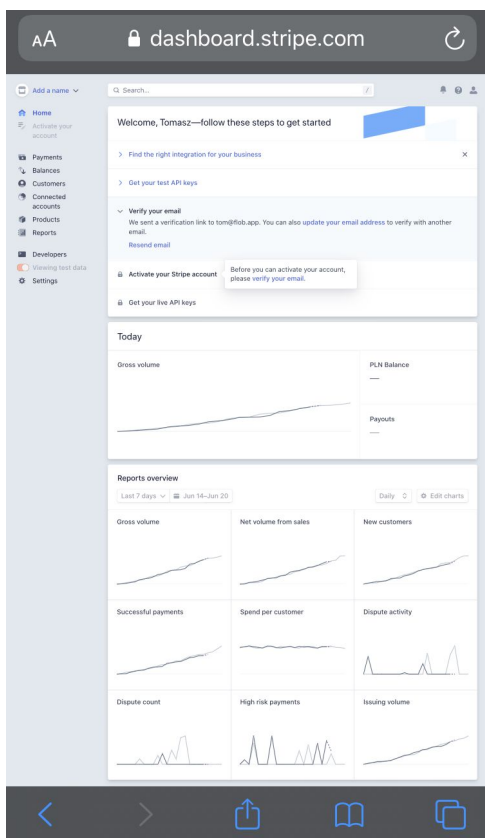 AA
dashboard.stripe.com
Add a name
Search...
/
Home
Activate your
account
Payments
Balances
Customers
Connected
accounts
Products
Reports
Developers
Viewing test data
Settings
Welcome, Tomasz—follow these steps to get started
Find the right integration for your business
Get your test API keys
Verify your email
We sent a verification link to tom@fiob.app. You can also update your email address to verify with another
email.
Resend email
Activate your Stripe account
Before you can activate your account,
please verify your email.
Get your live API keys
Today
Gross volume
PLN Balance
—
Payouts
—
Reports overview
Last 7 days
Jun 14–Jun 20
Daily
Edit charts
Gross volume
Net volume from sales
New customers
Successful payments
Spend per customer
Dispute activity
Dispute count
High risk payments
Issuing volume